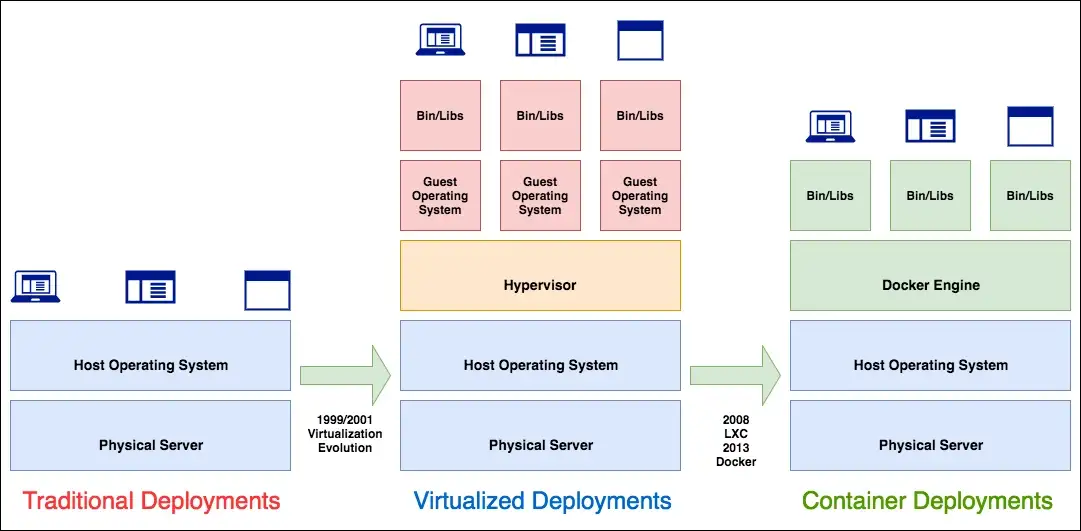 Bin/Libs
Bin/Libs
Bin/Libs
Guest
Operating
System
Guest
Operating
System
Guest
Operating
System
Hypervisor
Bin/Libs
Bin/Libs
Bin/Libs
Docker Engine
Host Operating System
Physical Server
1999/2001
Virtualization
Evolution
Host Operating System
Physical Server
2008
LXC
2013
Docker
Host Operating System
Physical Server
Traditional Deployments
Virtualized Deployments
Container Deployments